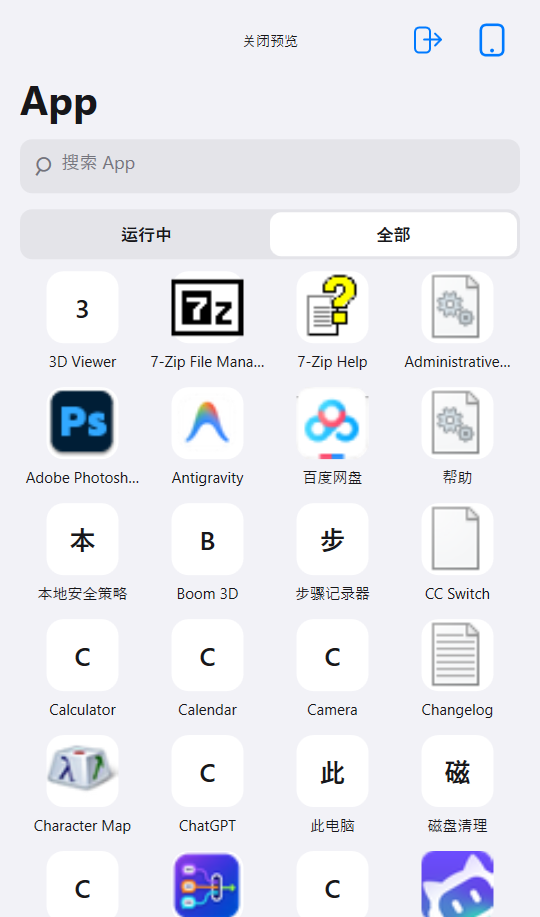 关闭预览
App
搜索 App
运行中 全部
3 7z ?
3D Viewer 7-Zip File Mana... 7-Zip Help Administrative...
Ps
Adobe Photosh... Antigravity 百度网盘 帮助
本 B 步
本地安全策略 Boom 3D 步骤记录器 CC Switch
C C C
Calculator Calendar Camera Changelog
λ C 此 磁
Character Map ChatGPT 此电脑 磁盘清理
C C